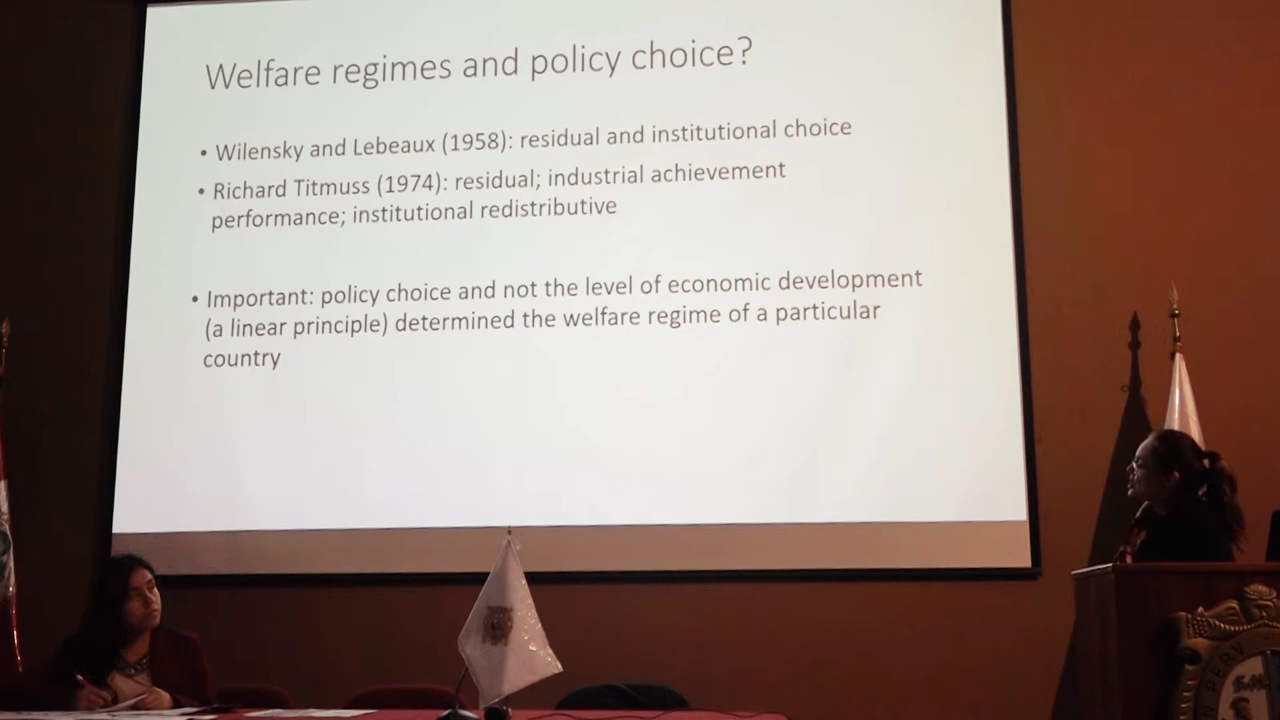 Welfare regimes and policy choice?
• Wilensky and Lebeaux (1958): residual and institutional choice
• Richard Titmuss (1974): residual; industrial achievement
performance; institutional redistributive
• Important: policy choice and not the level of economic development
(a linear principle) determined the welfare regime of a particular
country
PERV